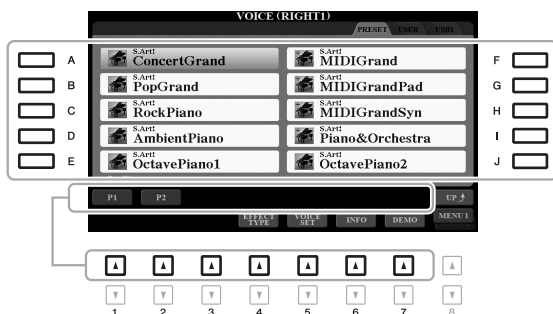 VOICE (RIGHT1)
PRESET USER USB1
A S.Art! ConcertGrand S.Art! MIDIGrand F
B S.Art! PopGrand S.Art! MIDIGrandPad G
C S.Art! RockPiano S.Art! MIDIGrandSyn H
D S.Art! AmbientPiano S.Art! Piano&Orchestra I
E S.Art! OctavePiano1 S.Art! OctavePiano2 J
P1 P2 UP
EFFECT TYPE VOICE SET INFO DEMO MENU 1
1 2 3 4 5 6 7 8